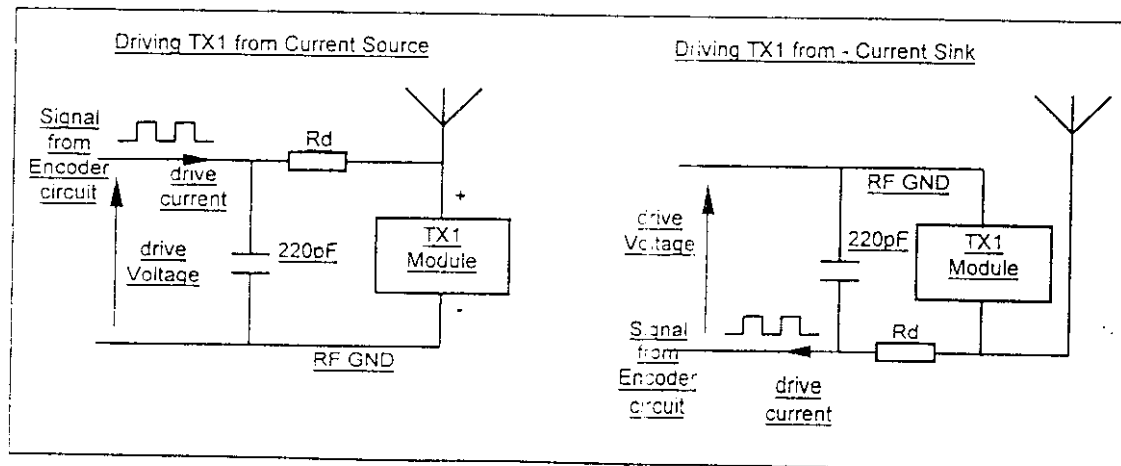 Driving TX1 from Current Source
Signal
from
Encoder
circuit
drive
current
Rd
+
drive
Voltage
220pF
TX1
Module
-
RF GND
Driving TX1 from - Current Sink
RF GND
drive
Voltage
220pF
TX1
Module
Signal
from
Encoder
circuit
Rd
drive
current